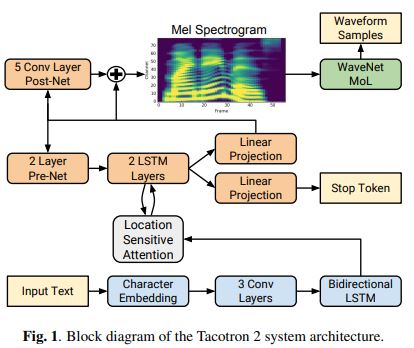 Mel Spectrogram
Waveform
Samples
5 Conv Layer
Post-Net
WaveNet
MoL
70
60
50
40
30
20
10
0
0
10
20
30
40
50
Frame
2 Layer
Pre-Net
2 LSTM
Layers
Linear
Projection
Linear
Projection
Stop Token
Location
Sensitive
Attention
Input Text
Character
Embedding
3 Conv
Layers
Bidirectional
LSTM
Fig. 1. Block diagram of the Tacotron 2 system architecture.